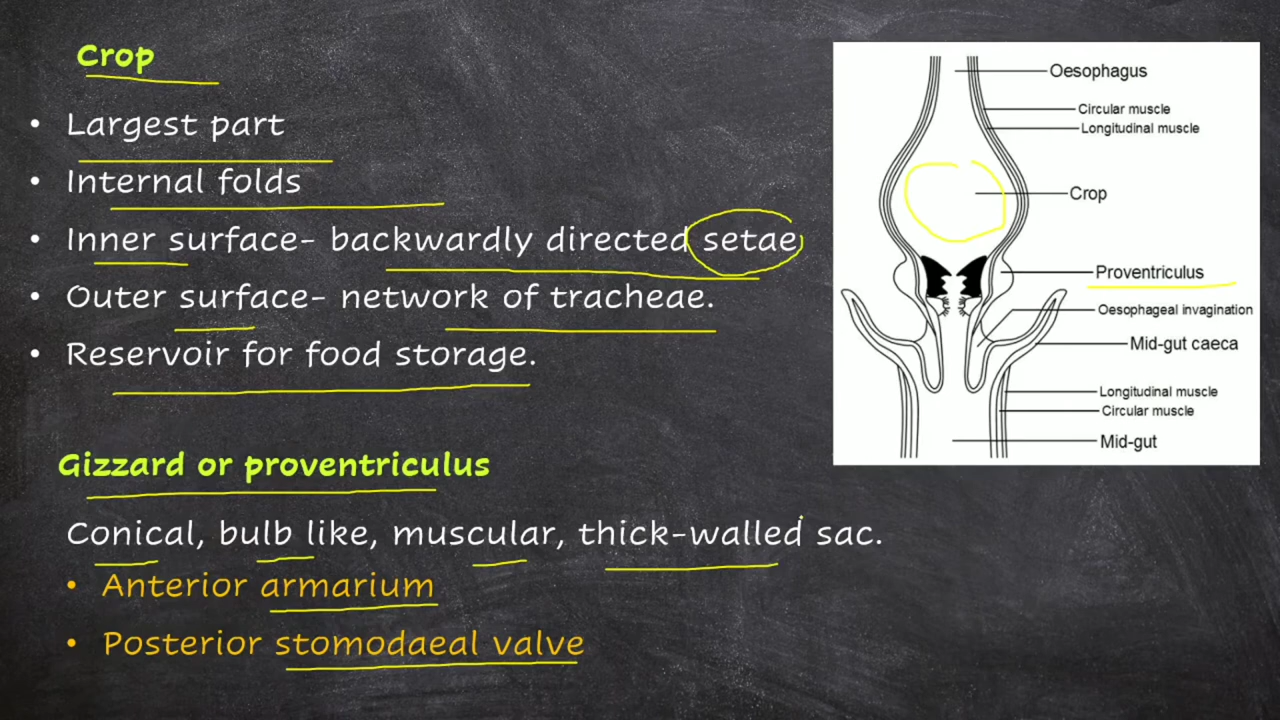 Crop
• Largest part
• Internal folds
• Inner surface- backwardly directed setae
• Outer surface- network of tracheae.
• Reservoir for food storage.
Gizzard or proventriculus
Conical, bulb like, muscular, thick-walled sac.
• Anterior armarium
• Posterior stomodaeal valve
Oesophagus
Circular muscle
Longitudinal muscle
Crop
Proventriculus
Oesophageal invagination
Mid-gut caeca
Longitudinal muscle
Circular muscle
Mid-gut